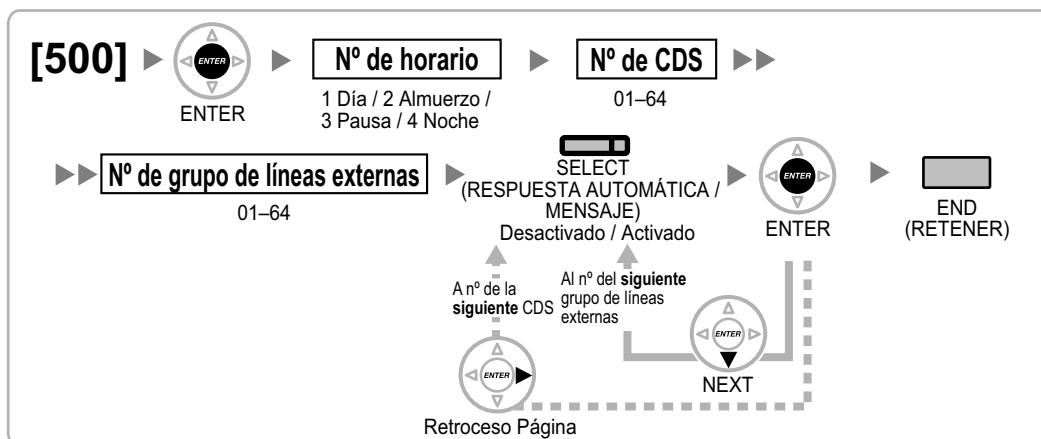 [500]
ENTER
ENTER
Nº de horario
1 Día / 2 Almuerzo /
3 Pausa / 4 Noche
Nº de CDS
01–64
Nº de grupo de líneas externas
01–64
SELECT
(RESPUESTA AUTOMÁTICA /
MENSAJE)
Desactivado / Activado
ENTER
ENTER
END
(RETENER)
A nº de la
siguiente CDS
Al nº del siguiente
grupo de líneas
externas
ENTER
NEXT
ENTER
Retroceso Página